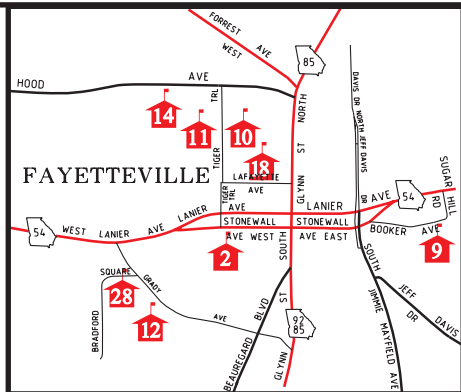 FORREST
WEST AVE
85
HOOD AVE
TRL
TIGER
14
11
10
18
NORTH
ST
GLYNN
DAVIS DR NORTH JEFF DAVIS
DR
FAYETTEVILLE
LAFAYETTE
AVE
TIGER
TRL
SUGAR
HILL
RD
54
AVE
LANIER
AVE
LANIER
STONEWALL
STONEWALL
54
WEST LANIER AVE
AVE WEST
AVE EAST
BOOKER AVE
9
2
SOUTH
ST
GLYNN
SQUARE
28
GRADY
AVE
12
BRADFORD
BEAUREGARD BLVD
92
85
SOUTH
JIMMIE
MAYFIELD AVE
JEFF
DR
DAVIS